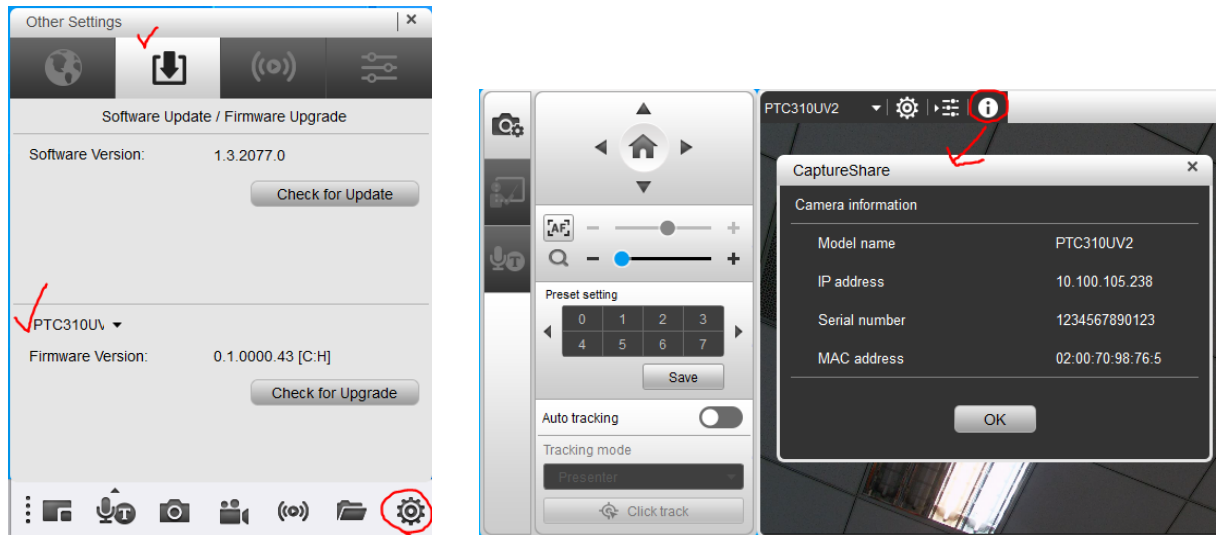 Other Settings
Software Update / Firmware Upgrade
Software Version: 1.3.2077.0
Check for Update
PTC310U\
Firmware Version: 0.1.0000.43 [C:H]
Check for Upgrade
T
AF
T
Preset setting
0 1 2 3
4 5 6 7
Save
Auto tracking
Tracking mode
Presenter
Click track
PTC310UV2
CaptureShare
Camera information
Model name PTC310UV2
IP address 10.100.105.238
Serial number 1234567890123
MAC address 02:00:70:98:76:5
OK